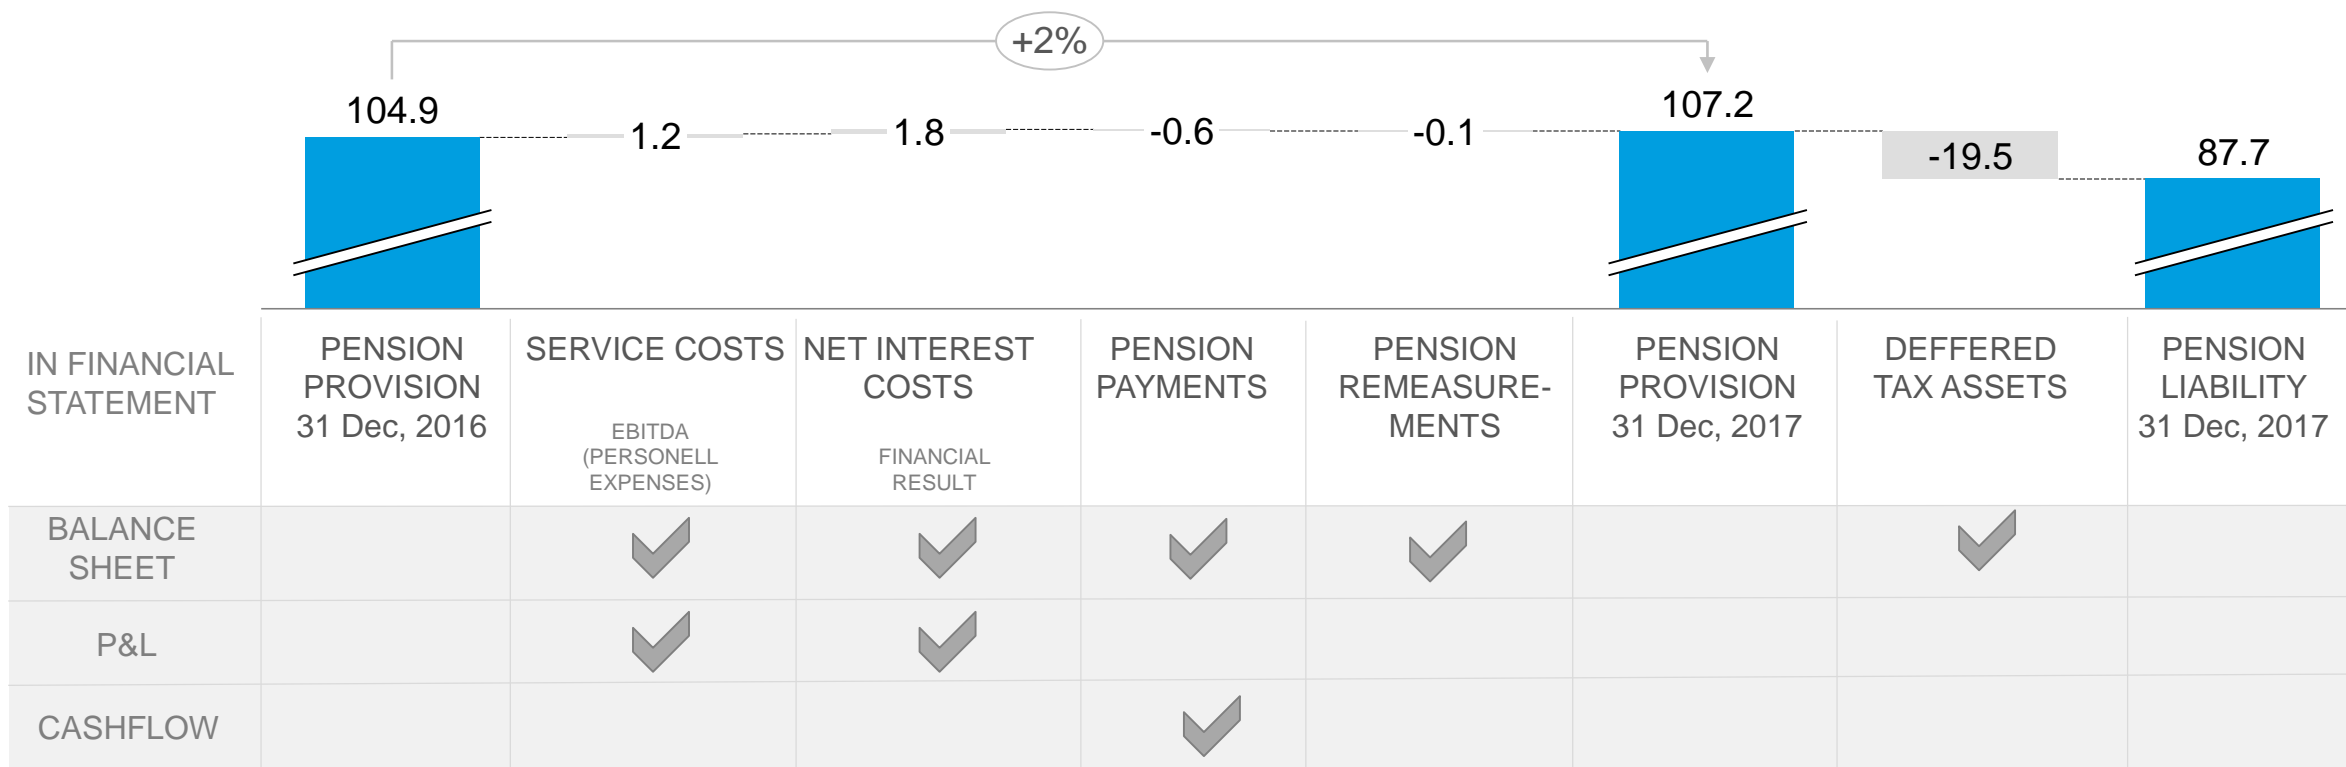 +2%
104.9
1.2
1.8
-0.6
-0.1
107.2
-19.5
87.7
IN FINANCIAL
STATEMENT
PENSION
PROVISION
31 Dec, 2016
SERVICE COSTS
EBITDA
(PERSONELL
EXPENSES)
NET INTEREST
COSTS
FINANCIAL
RESULT
PENSION
PAYMENTS
PENSION
REMEASURE-
MENTS
PENSION
PROVISION
31 Dec, 2017
DEFFERED
TAX ASSETS
PENSION
LIABILITY
31 Dec, 2017
BALANCE
SHEET
P&L
CASHFLOW